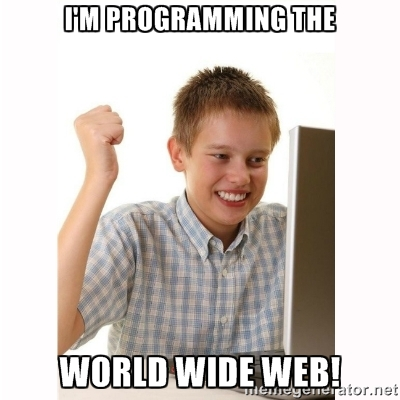 I'M PROGRAMMING THE
WORLD WIDE WEB!
memegenerator.net